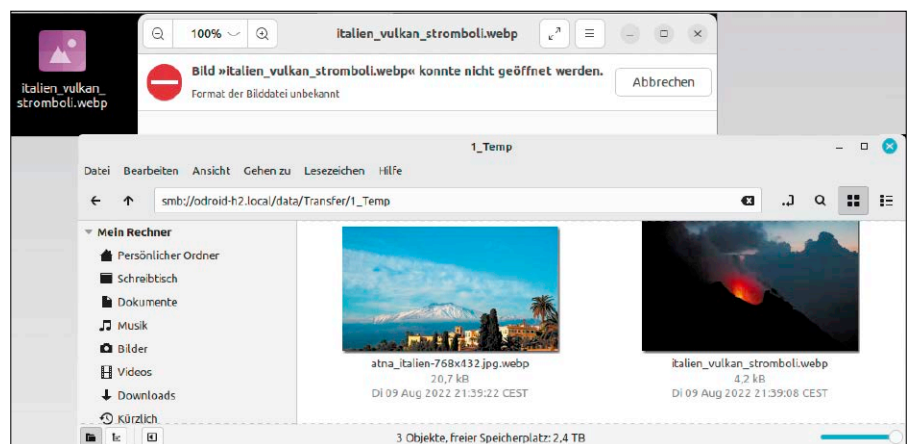 italien_vulkan_
stromboli.webp
100%
italien_vulkan_stromboli.webp
Bild »italien_vulkan_stromboli.webp« konnte nicht geöffnet werden.
Format der Bilddatei unbekannt
Abbrechen
1_Temp
Datei Bearbeiten Ansicht Gehen zu Lesezeichen Hilfe
smb://odroid-h2.local/data/Transfer/1_Temp
Mein Rechner
Persönlicher Ordner
Schreibtisch
Dokumente
Musik
Bilder
Videos
Downloads
Kürzlich
atna_italien-768x432 jpg.webp
20,7 kB
Di 09 Aug 2022 21:39:22 CEST
italien_vulkan_stromboli.webp
4,2 kB
Di 09 Aug 2022 21:39:08 CEST
3 Objekte, freier Speicherplatz: 2,4 TB